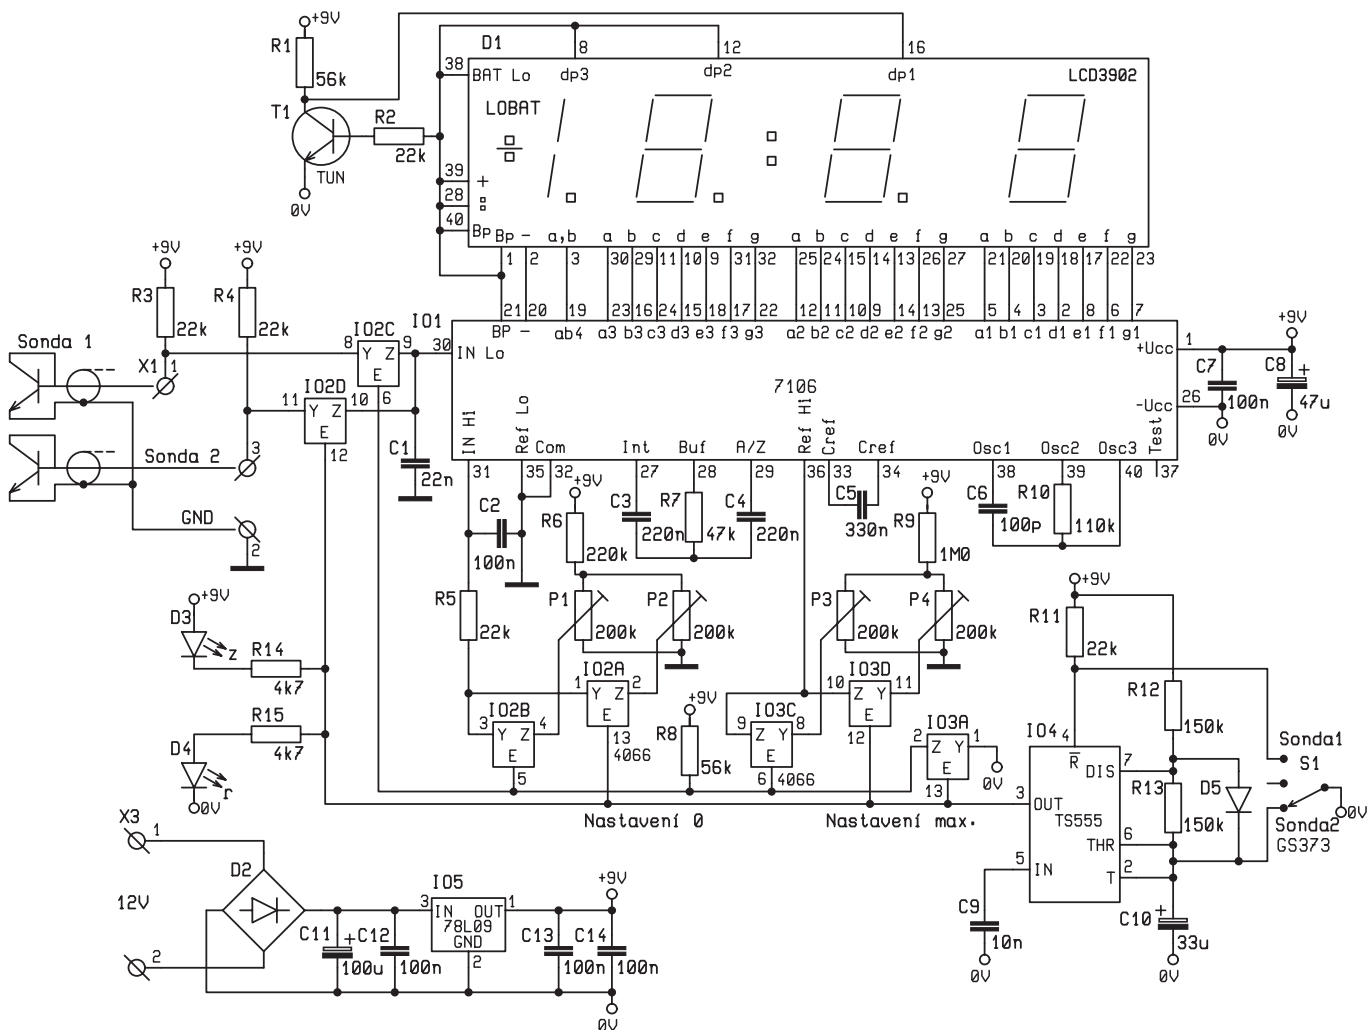 +9V
R1
56k
T1
TUN
0V
R2
22k
D1
38
BAT Lo
8
dp3
12
dp2
16
dp1
LCD3902
LOBAT
39
+
28
40
Bp
Bp - a,b a b c d e f g a b c d e f g a b c d e f g
1 2 3 30 29 11 10 9 31 32 25 24 15 14 13 26 27 21 20 19 18 17 22 23
21 20 19 23 16 24 15 18 17 22 12 11 10 9 14 13 25 5 4 3 2 8 6 7
BP - ab4 a3 b3 c3 d3 e3 f3 g3 a2 b2 c2 d2 e2 f2 g2 a1 b1 c1 d1 e1 f1 g1
+9V
+9V
R3
22k
R4
22k
Sonda 1
X1
1
Sonda 2
3
GND
2
IO1
IO2C
8 Y Z 9
E
6
30
IN Lo
IO2D
11 Y Z 10
E
12
C1
22n
7106
+Ucc
1
-Ucc
26
C7
100n
0V
+9V
C8
+
47u
0V
IN Hi
31
Ref Lo
35
Com
32
Int
27
Buf
28
A/Z
29
Ref Hi
36
Cref
33
Cref
34
Osc1
38
Osc2
39
Osc3
40
Test
37
C2
100n
+9V
R6
220k
C3
220n
R7
47k
C4
220n
C5
330n
+9V
R9
1M0
C6
100p
R10
110k
R5
22k
P1
200k
P2
200k
P3
200k
P4
200k
+9V
D3
z
R14
4k7
R15
4k7
D4
r
0V
IO2A
1 Y Z 2
E
13
4066
IO2B
3 Y Z 4
E
5
+9V
R8
56k
IO3C
9 Z Y 8
E
6 4066
IO3D
10 Z Y 11
E
12
IO3A
2 Z Y 1
E
13
0V
Nastavení 0
Nastavení max.
+9V
R11
22k
R12
150k
IO4
4
R
DIS
7
3
OUT
TS555
R13
150k
THR
6
5
IN
T
2
D5
Sonda1
S1
Sonda2
0V
GS373
C9
10n
0V
C10
+
33u
0V
X3
1
12V
2
D2
IO5
3 IN OUT 1
78L09
GND
2
C11
+
100u
C12
100n
C13
100n
C14
100n
+9V
0V